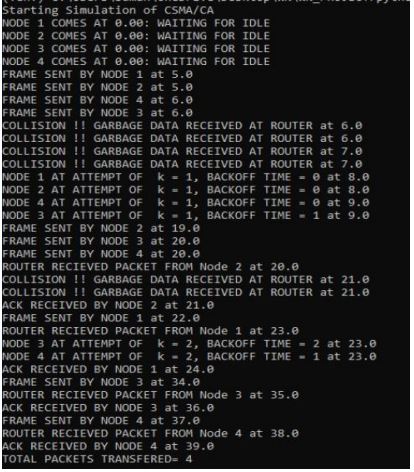 Starting Simulation of CSMA/CA
NODE 1 COMES AT 0.00: WAITING FOR IDLE
NODE 2 COMES AT 0.00: WAITING FOR IDLE
NODE 3 COMES AT 0.00: WAITING FOR IDLE
NODE 4 COMES AT 0.00: WAITING FOR IDLE
FRAME SENT BY NODE 1 at 5.0
FRAME SENT BY NODE 2 at 5.0
FRAME SENT BY NODE 4 at 6.0
FRAME SENT BY NODE 3 at 6.0
COLLISION !! GARBAGE DATA RECEIVED AT ROUTER at 6.0
COLLISION !! GARBAGE DATA RECEIVED AT ROUTER at 6.0
COLLISION !! GARBAGE DATA RECEIVED AT ROUTER at 7.0
COLLISION !! GARBAGE DATA RECEIVED AT ROUTER at 7.0
NODE 1 AT ATTEMPT OF  k = 1, BACKOFF TIME = 0 at 8.0
NODE 2 AT ATTEMPT OF  k = 1, BACKOFF TIME = 0 at 8.0
NODE 4 AT ATTEMPT OF  k = 1, BACKOFF TIME = 0 at 9.0
NODE 3 AT ATTEMPT OF  k = 1, BACKOFF TIME = 1 at 9.0
FRAME SENT BY NODE 2 at 19.0
FRAME SENT BY NODE 3 at 20.0
FRAME SENT BY NODE 4 at 20.0
ROUTER RECIEVED PACKET FROM Node 2 at 20.0
COLLISION !! GARBAGE DATA RECEIVED AT ROUTER at 21.0
COLLISION !! GARBAGE DATA RECEIVED AT ROUTER at 21.0
ACK RECEIVED BY NODE 2 at 21.0
FRAME SENT BY NODE 1 at 22.0
ROUTER RECIEVED PACKET FROM Node 1 at 23.0
NODE 3 AT ATTEMPT OF  k = 2, BACKOFF TIME = 2 at 23.0
NODE 4 AT ATTEMPT OF  k = 2, BACKOFF TIME = 1 at 23.0
ACK RECEIVED BY NODE 1 at 24.0
FRAME SENT BY NODE 3 at 34.0
ROUTER RECIEVED PACKET FROM Node 3 at 35.0
ACK RECEIVED BY NODE 3 at 36.0
FRAME SENT BY NODE 4 at 37.0
ROUTER RECIEVED PACKET FROM Node 4 at 38.0
ACK RECEIVED BY NODE 4 at 39.0
TOTAL PACKETS TRANSFERED= 4